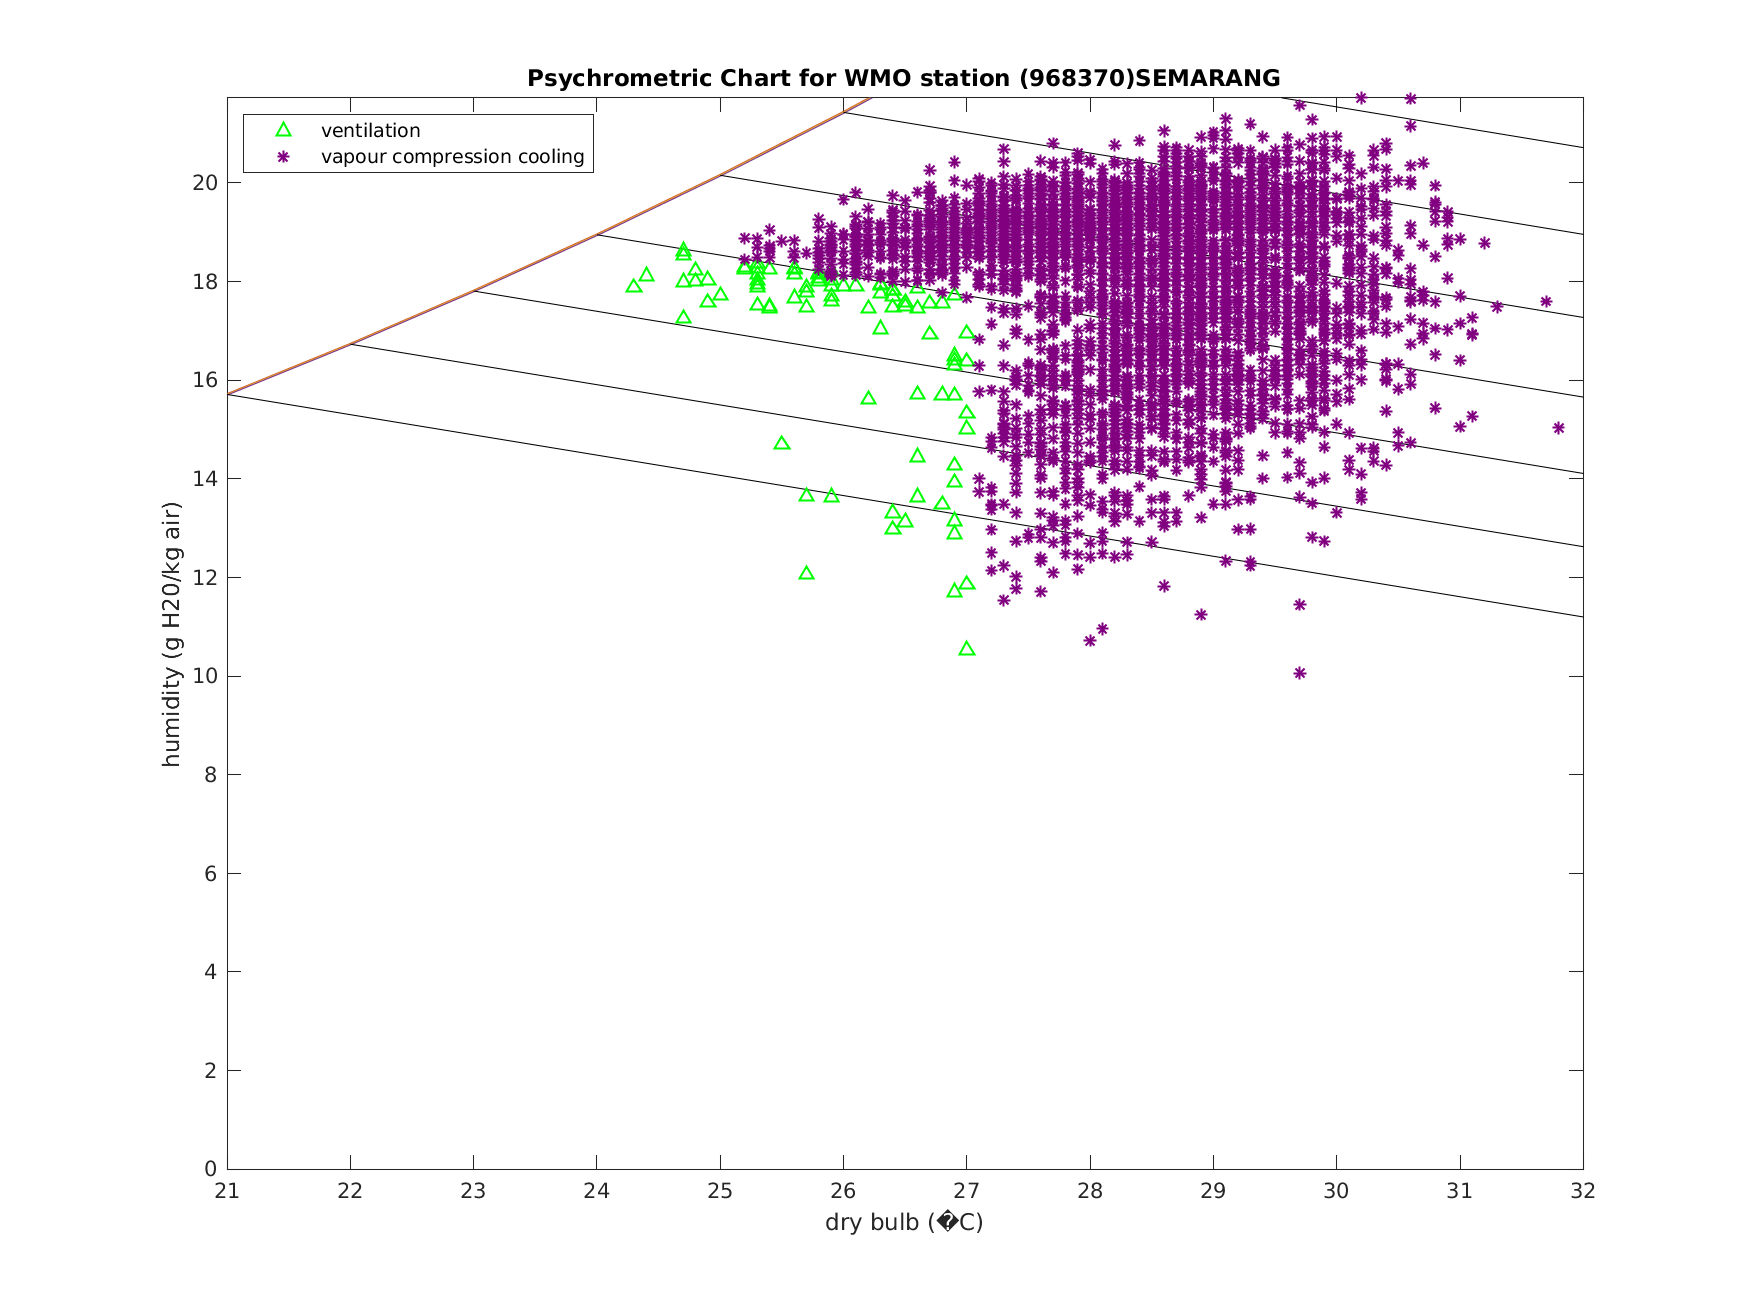 Psychrometric Chart for WMO station (968370)SEMARANG
ventilation
vapour compression cooling
20
18
16
14
12
10
8
6
4
2
0
humidity (g H20/kg air)
21 22 23 24 25 26 27 28 29 30 31 32
dry bulb (�C)